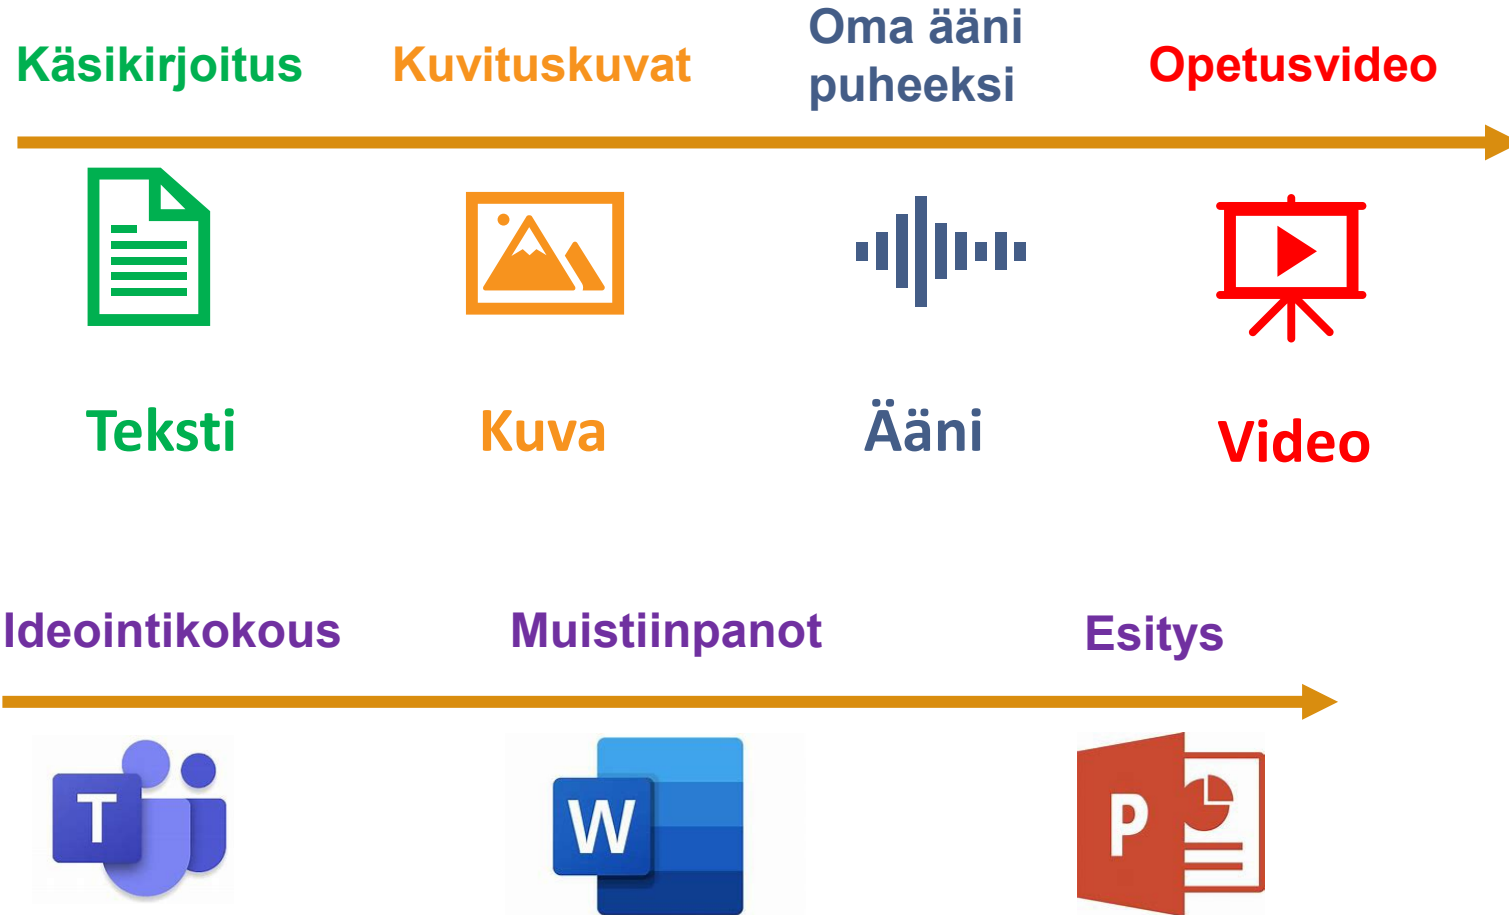 Käsikirjoitus
Kuvituskuvat
Oma ääni
puheeksi
Opetusvideo
Teksti
Kuva
Ääni
Video
Ideointikokous
Muistiinpanot
Esitys
T
W
P